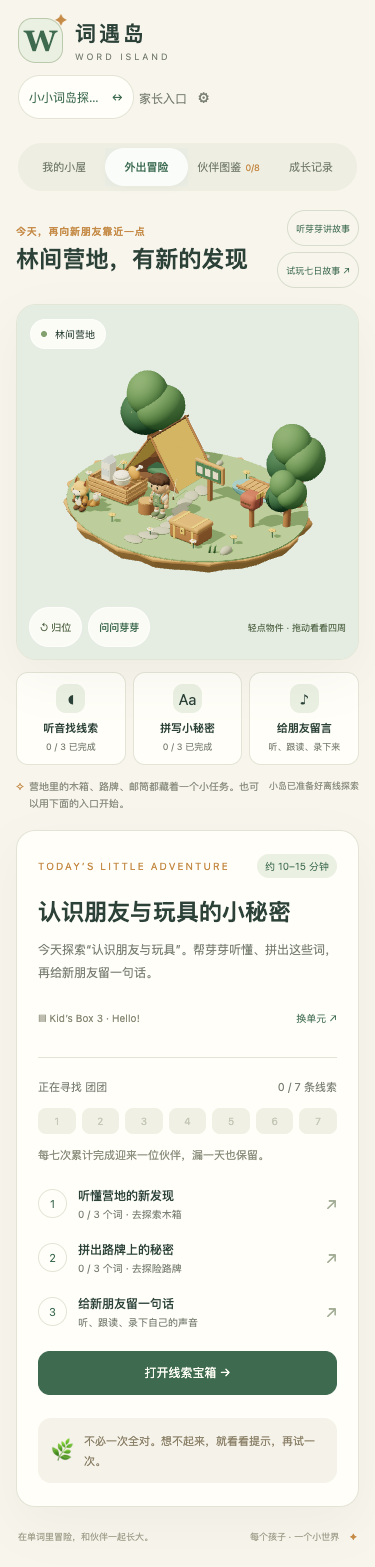 W
词遇岛
WORD ISLAND
小小词岛探... ↔
家长入口 ⚙
我的小屋
外出冒险
伙伴图鉴 0/8
成长记录
今天，再向新朋友靠近一点
林间营地，有新的发现
听芽芽讲故事
试玩七日故事 ↗
林间营地
↺ 归位
问问芽芽
轻点物件 · 拖动看看四周
听音找线索
0 / 3 已完成
Aa
拼写小秘密
0 / 3 已完成
♪
给朋友留言
听、跟读、录下来
✧ 营地里的木箱、路牌、邮筒都藏着一个小任务。也可
以用下面的入口开始。
小岛已准备好离线探索
TODAY'S LITTLE ADVENTURE
约 10–15 分钟
认识朋友与玩具的小秘密
今天探索“认识朋友与玩具”。帮芽芽听懂、拼出这些词，
再给新朋友留一句话。
Kid's Box 3 · Hello!
换单元 ↗
正在寻找 团团
0 / 7 条线索
1 2 3 4 5 6 7
每七次累计完成迎来一位伙伴，漏一天也保留。
1
听懂营地的新发现
0 / 3 个词 · 去探索木箱
2
拼出路牌上的秘密
0 / 3 个词 · 去探险路牌
3
给新朋友留一句话
听、跟读、录下自己的声音
打开线索宝箱 →
不必一次全对。想不起来，就看看提示，再试一
次。
在单词里冒险，和伙伴一起长大。
每个孩子 · 一个小世界 ✦